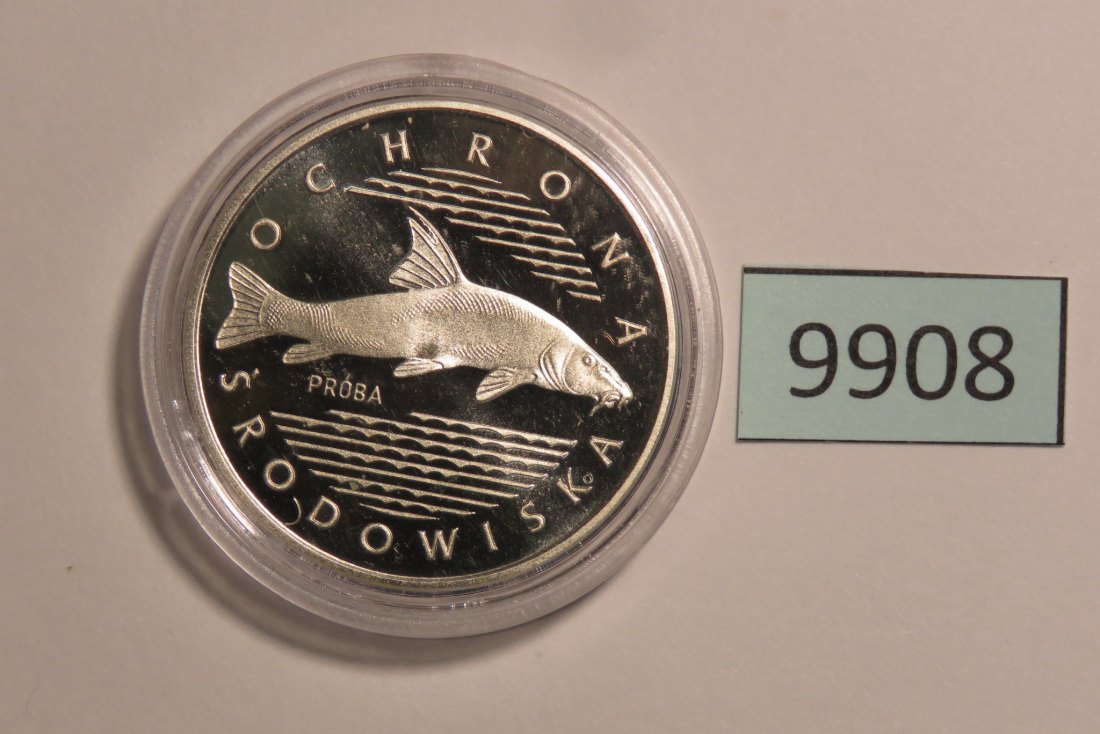 OCHRONA
ŚRODOWISKA
PRÓBA
9908